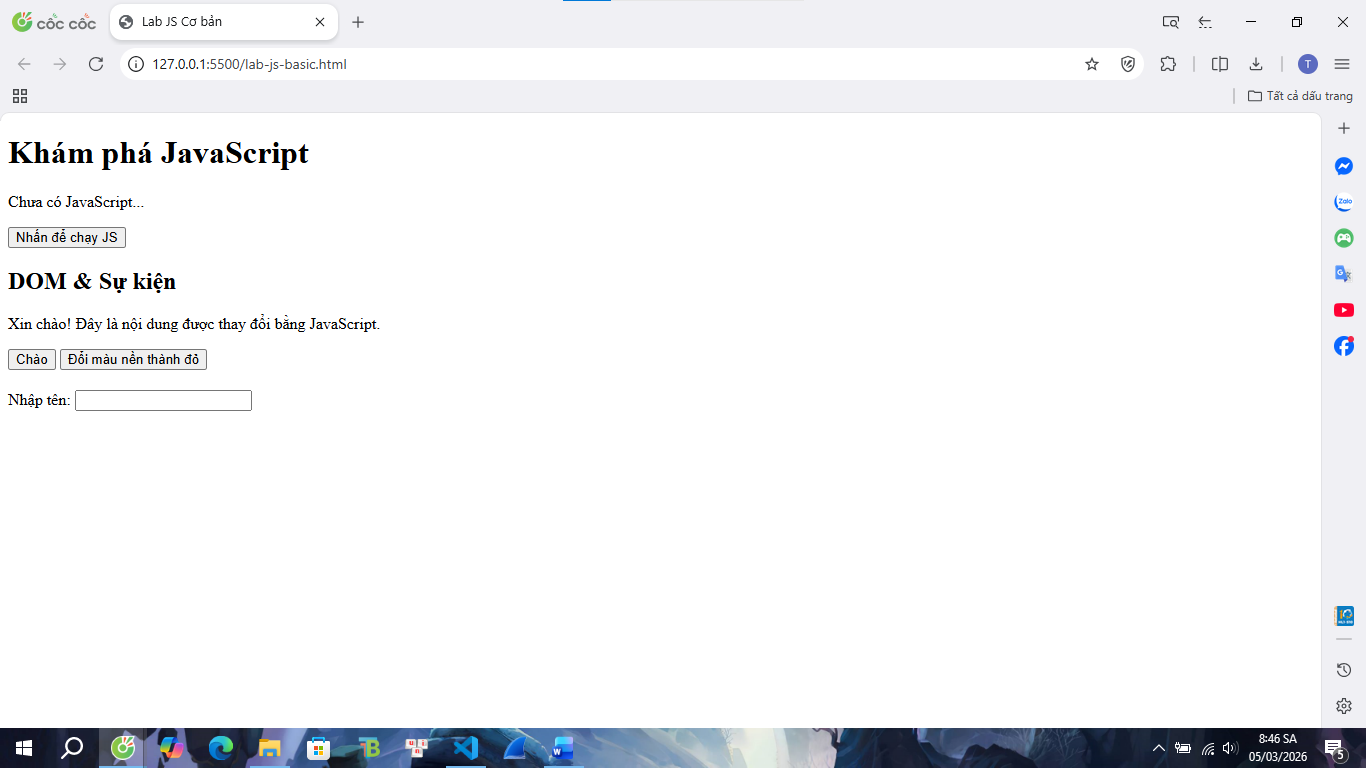 cốc cốc
Lab JS Cơ bản
127.0.0.1:5500/lab-js-basic.html
T
Tất cả dấu trang
Khám phá JavaScript
Chưa có JavaScript...
Nhấn để chạy JS
DOM & Sự kiện
Xin chào! Đây là nội dung được thay đổi bằng JavaScript.
Chào Đổi màu nền thành đỏ
Nhập tên:
Zalo
8:46 SA
05/03/2026
5